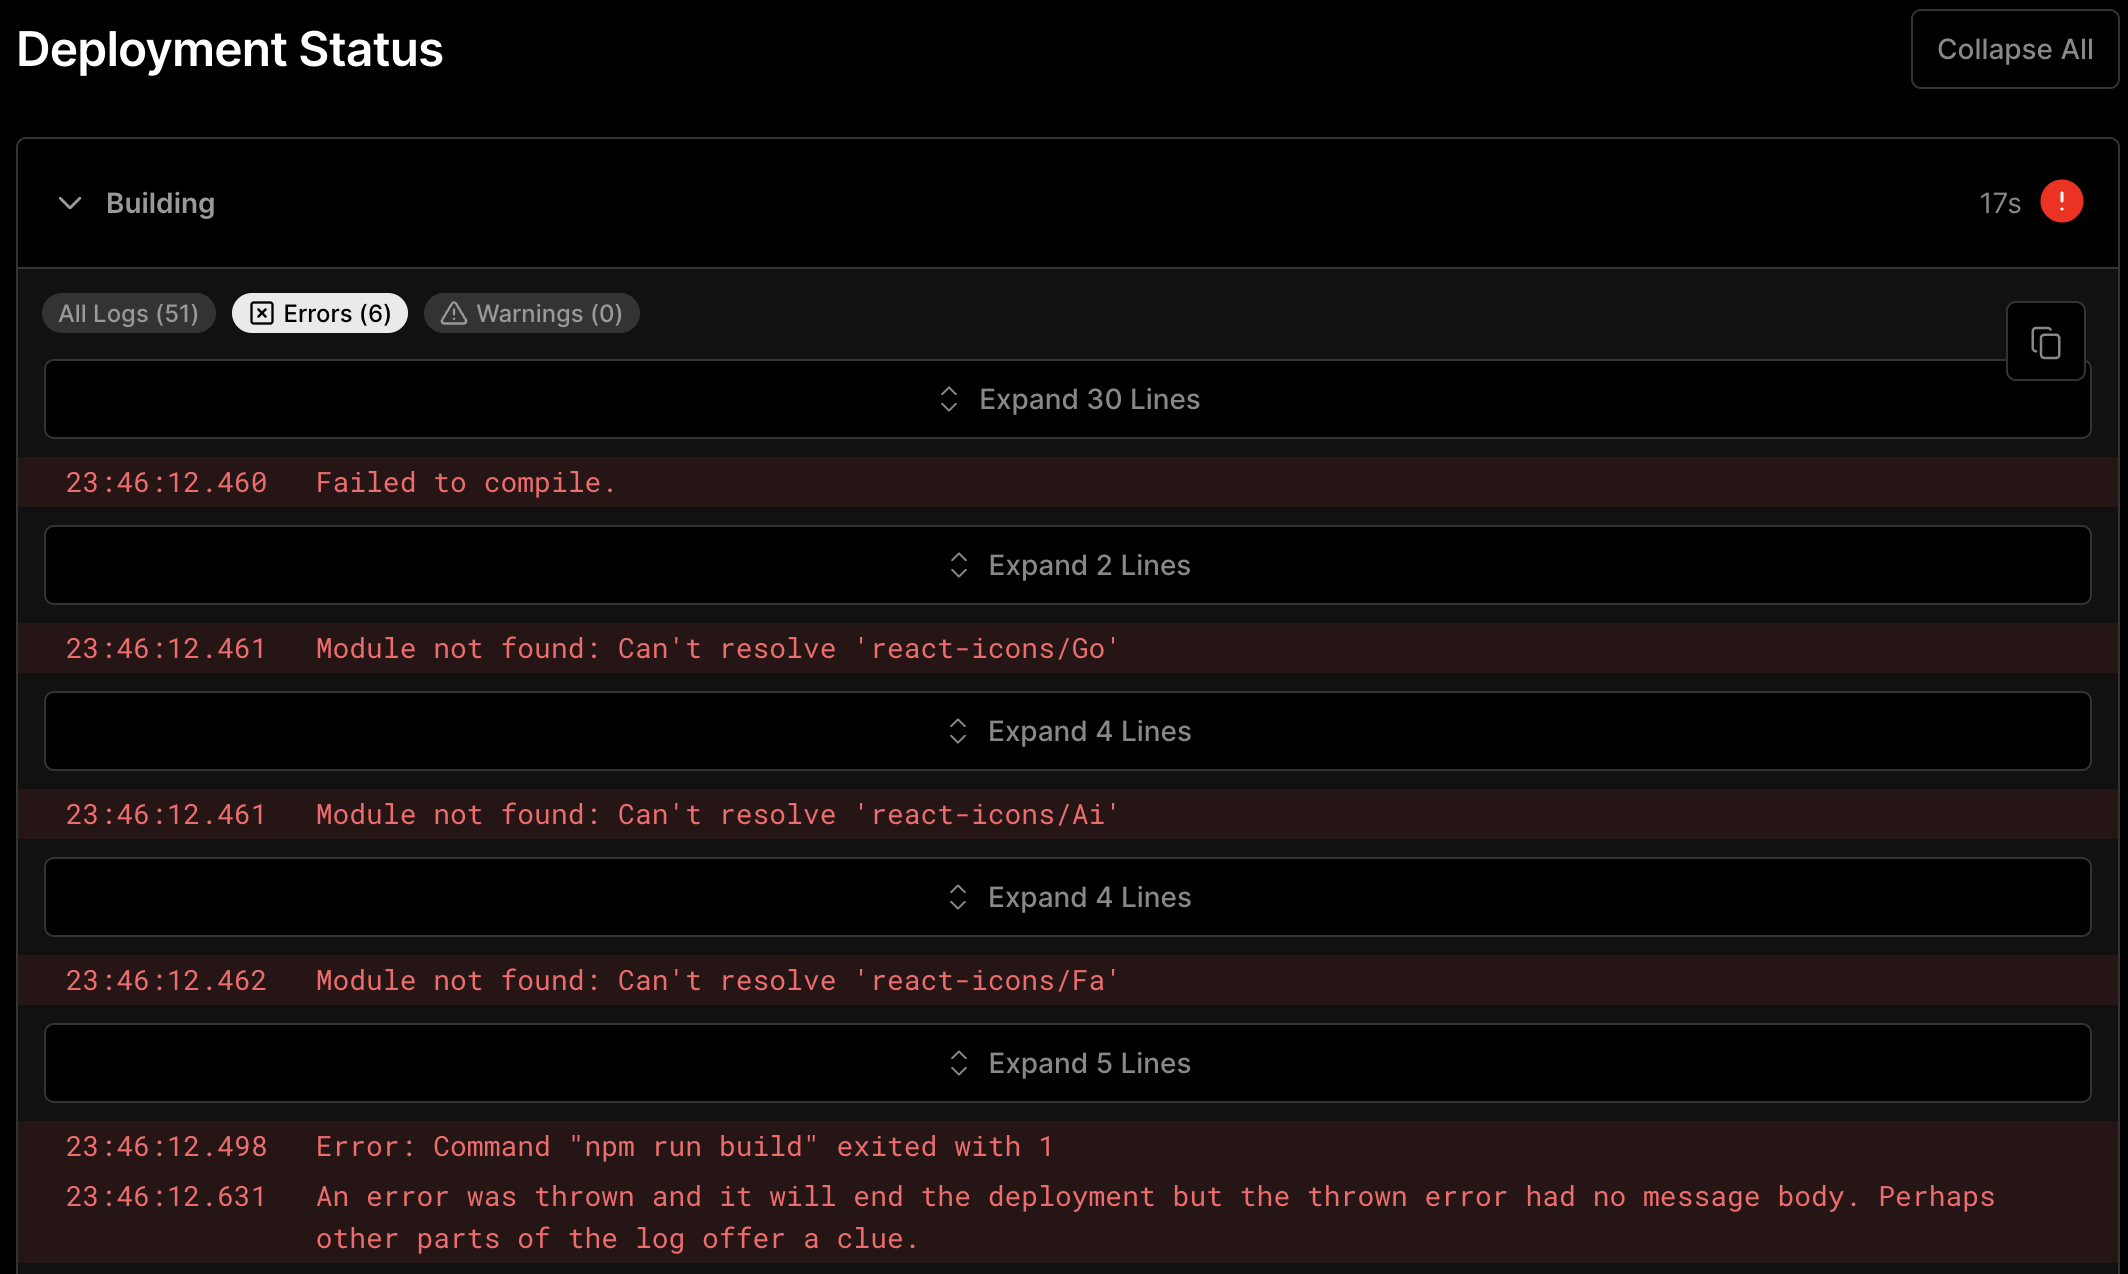 Deployment Status
Collapse All
Building
17s
All Logs (51)
Errors (6)
Warnings (0)
Expand 30 Lines
23:46:12.460 Failed to compile.
Expand 2 Lines
23:46:12.461 Module not found: Can't resolve 'react-icons/Go'
Expand 4 Lines
23:46:12.461 Module not found: Can't resolve 'react-icons/Ai'
Expand 4 Lines
23:46:12.462 Module not found: Can't resolve 'react-icons/Fa'
Expand 5 Lines
23:46:12.498 Error: Command "npm run build" exited with 1
23:46:12.631 An error was thrown and it will end the deployment but the thrown error had no message body. Perhaps
other parts of the log offer a clue.